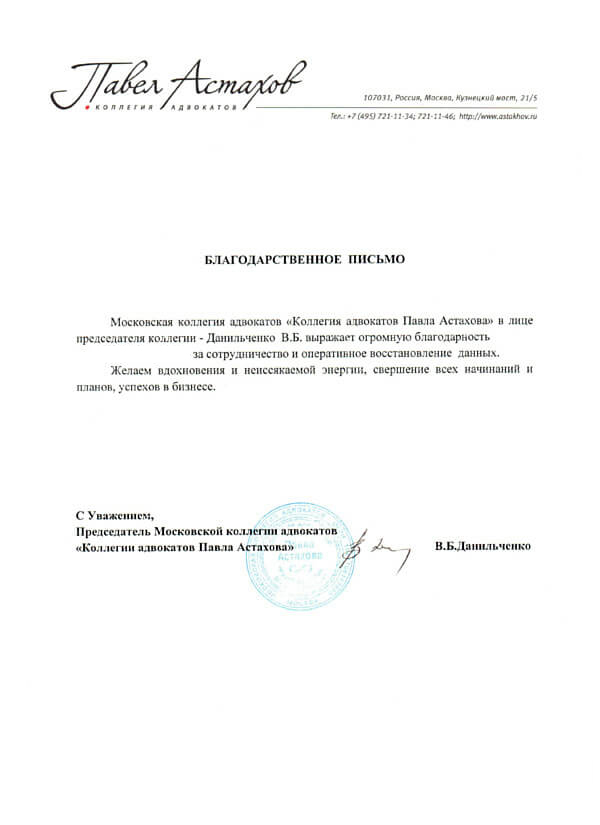 Павел Астахов
КОЛЛЕГИЯ АДВОКАТОВ
107031, Россия, Москва, Кузнецкий мост, 21/5
Тел.: +7 (495) 721-11-34; 721-11-46; http://www.astakhov.ru
БЛАГОДАРСТВЕННОЕ ПИСЬМО
Московская коллегия адвокатов «Коллегия адвокатов Павла Астахова» в лице
председателя коллегии - Данильченко В.Б. выражает огромную благодарность
за сотрудничество и оперативное восстановление данных.
Желаем вдохновения и неиссякаемой энергии, свершение всех начинаний и
планов, успехов в бизнесе.
С Уважением,
Председатель Московской коллегии адвокатов
«Коллегии адвокатов Павла Астахова»
В.Б.Данильченко
Павла
Астахова
МОСКВА